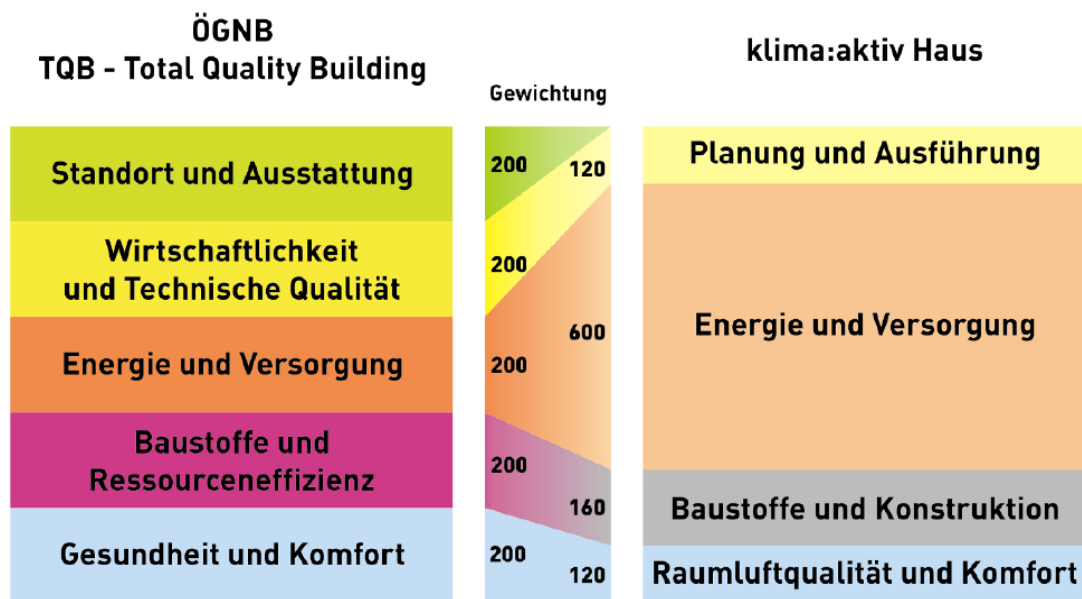 ÖGNB
TQB - Total Quality Building
Gewichtung
klima:aktiv Haus
Standort und Ausstattung
200
120
Planung und Ausführung
Wirtschaftlichkeit
und Technische Qualität
200
Energie und Versorgung
200
600
Energie und Versorgung
Baustoffe und
Ressourceneffizienz
200
160
Baustoffe und Konstruktion
Gesundheit und Komfort
200
120
Raumluftqualität und Komfort